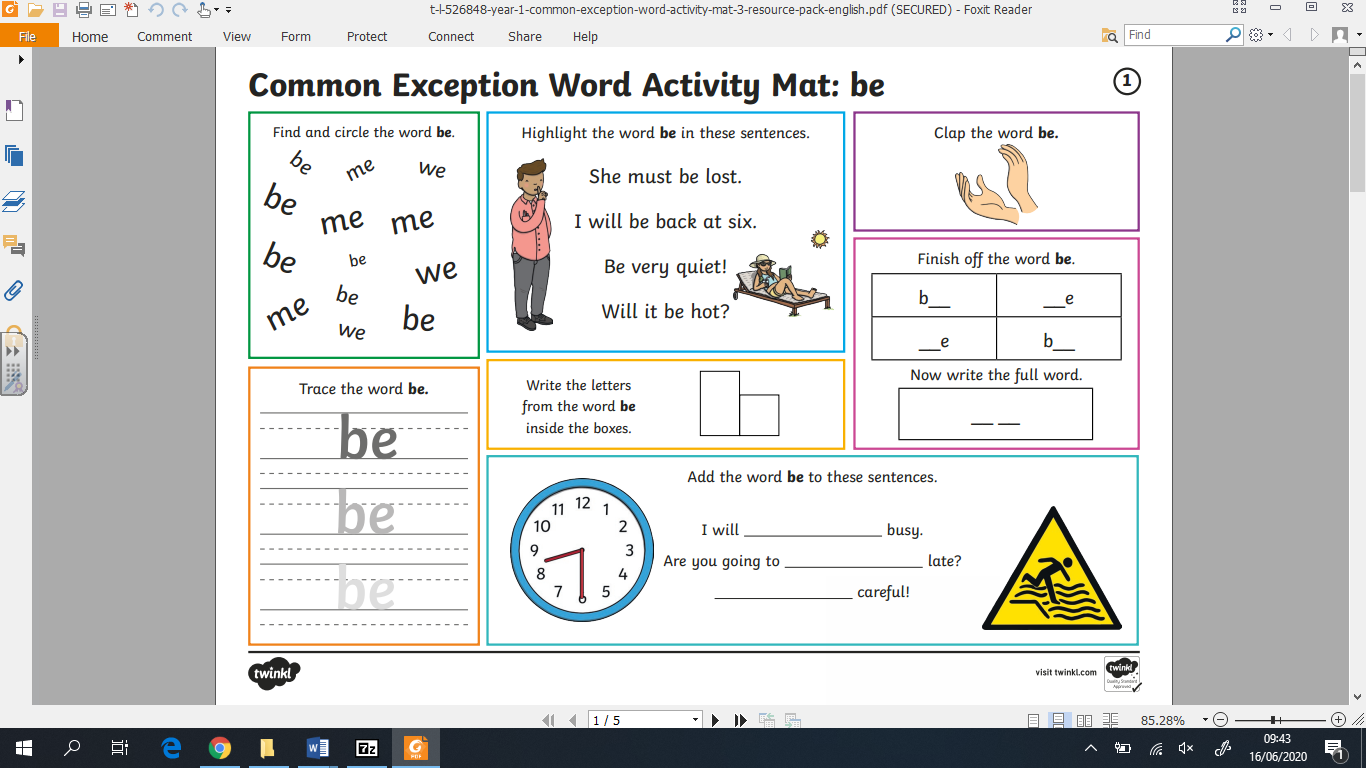 t-l-526848-year-1-common-exception-word-activity-mat-3-resource-pack-english.pdf (SECURED) - Foxit Reader
File Home Comment View Form Protect Connect Share Help
Find
Common Exception Word Activity Mat: be
1
Find and circle the word be.
be me we
be me me
be be we
me be
we be
Highlight the word be in these sentences.
She must be lost.
I will be back at six.
Be very quiet!
Will it be hot?
Clap the word be.
Finish off the word be.
b__ __e
__e b__
Now write the full word.
__ __
Trace the word be.
be
be
be
Write the letters
from the word be
inside the boxes.
Add the word be to these sentences.
12
11 1
10 2
9 3
8 4
7 5
6
I will ________________ busy.
Are you going to ________________ late?
________________ careful!
twinkl
visit twinkl.com
twinkl
Quality Standard
Approved
1 / 5
85.28%
W
7z
PDF
09:43
16/06/2020
1